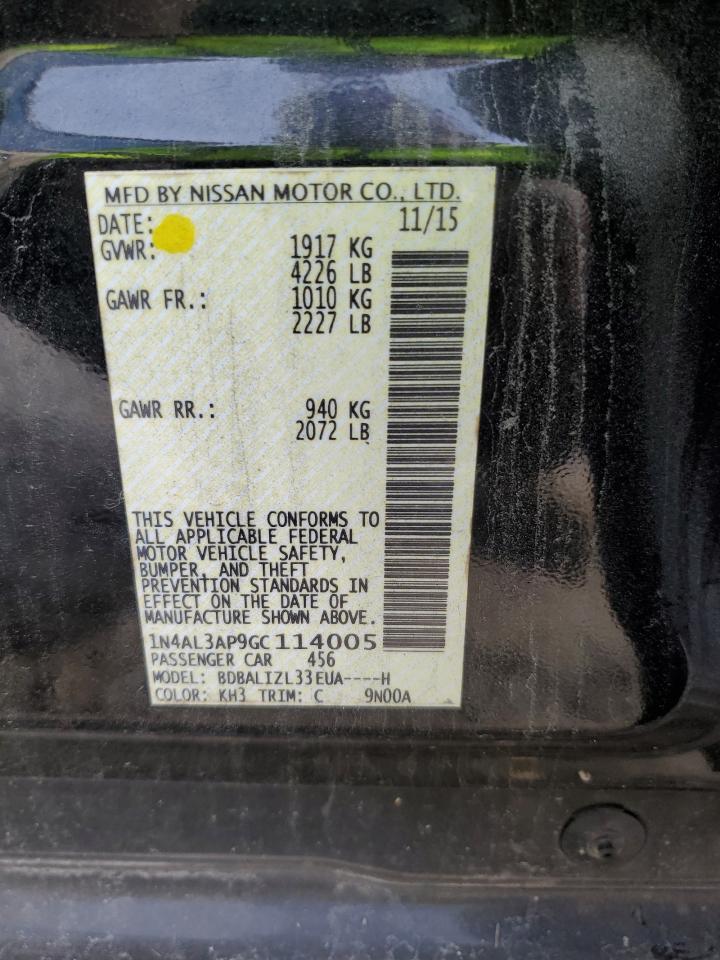 MFD BY NISSAN MOTOR CO., LTD.
DATE: 11/15
GVWR: 1917 KG
4226 LB
GAWR FR.: 1010 KG
2227 LB
GAWR RR.: 940 KG
2072 LB
THIS VEHICLE CONFORMS TO
ALL APPLICABLE FEDERAL
MOTOR VEHICLE SAFETY,
BUMPER, AND THEFT
PREVENTION STANDARDS IN
EFFECT ON THE DATE OF
MANUFACTURE SHOWN ABOVE.
1N4AL3AP9GC114005
PASSENGER CAR 456
MODEL: BDBALIZL33EUA----H
COLOR: KH3 TRIM: C 9N00A